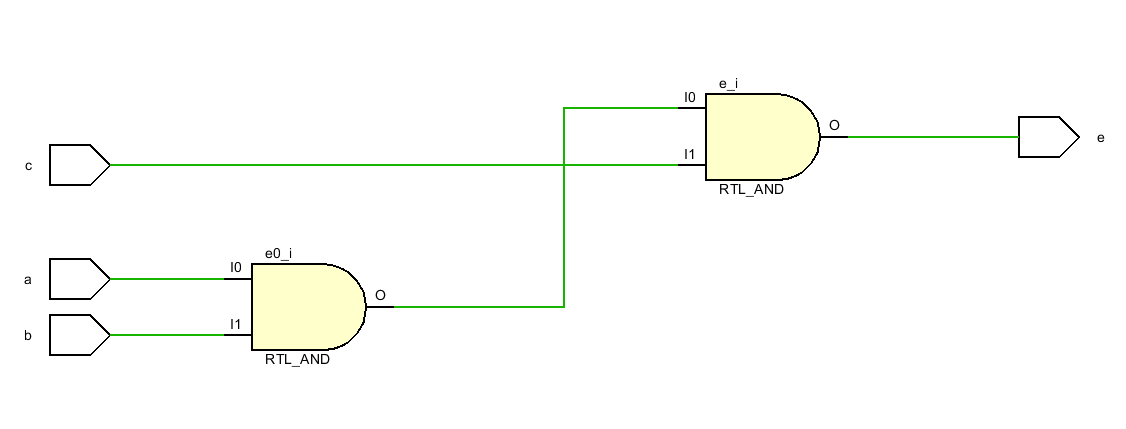 e_i
I0
O
I1
c
e
RTL_AND
e0_i
I0
a
O
I1
b
RTL_AND